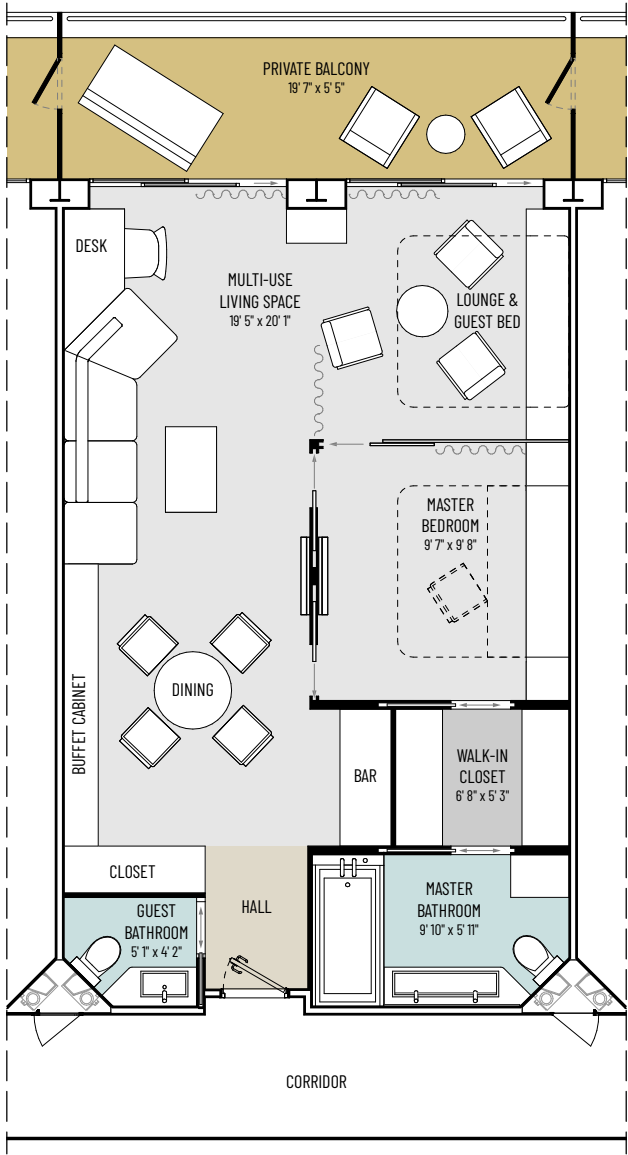 PRIVATE BALCONY
19' 7" x 5' 5"
DESK
MULTI-USE
LIVING SPACE
19' 5" x 20' 1"
LOUNGE &
GUEST BED
MASTER
BEDROOM
9' 7" x 9' 8"
DINING
BUFFET CABINET
BAR
WALK-IN
CLOSET
6' 8" x 5' 3"
CLOSET
HALL
GUEST
BATHROOM
5' 1" x 4' 2"
MASTER
BATHROOM
9' 10" x 5' 11"
CORRIDOR